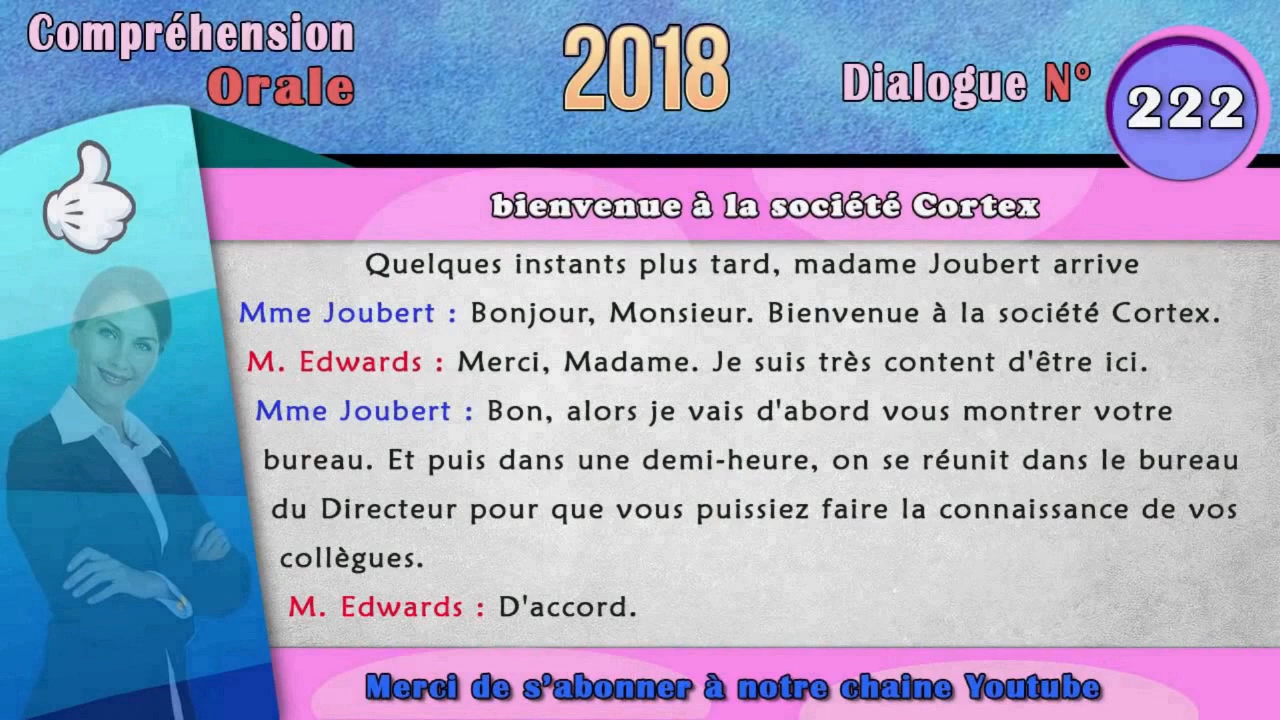 Compréhension
Orale
2018
Dialogue N°
222
bienvenue à la société Cortex
Quelques instants plus tard, madame Joubert arrive
Mme Joubert : Bonjour, Monsieur. Bienvenue à la société Cortex.
M. Edwards : Merci, Madame. Je suis très content d'être ici.
Mme Joubert : Bon, alors je vais d'abord vous montrer votre
bureau. Et puis dans une demi-heure, on se réunit dans le bureau
du Directeur pour que vous puissiez faire la connaissance de vos
collègues.
M. Edwards : D'accord.
Merci de s'abonner à notre chaine Youtube